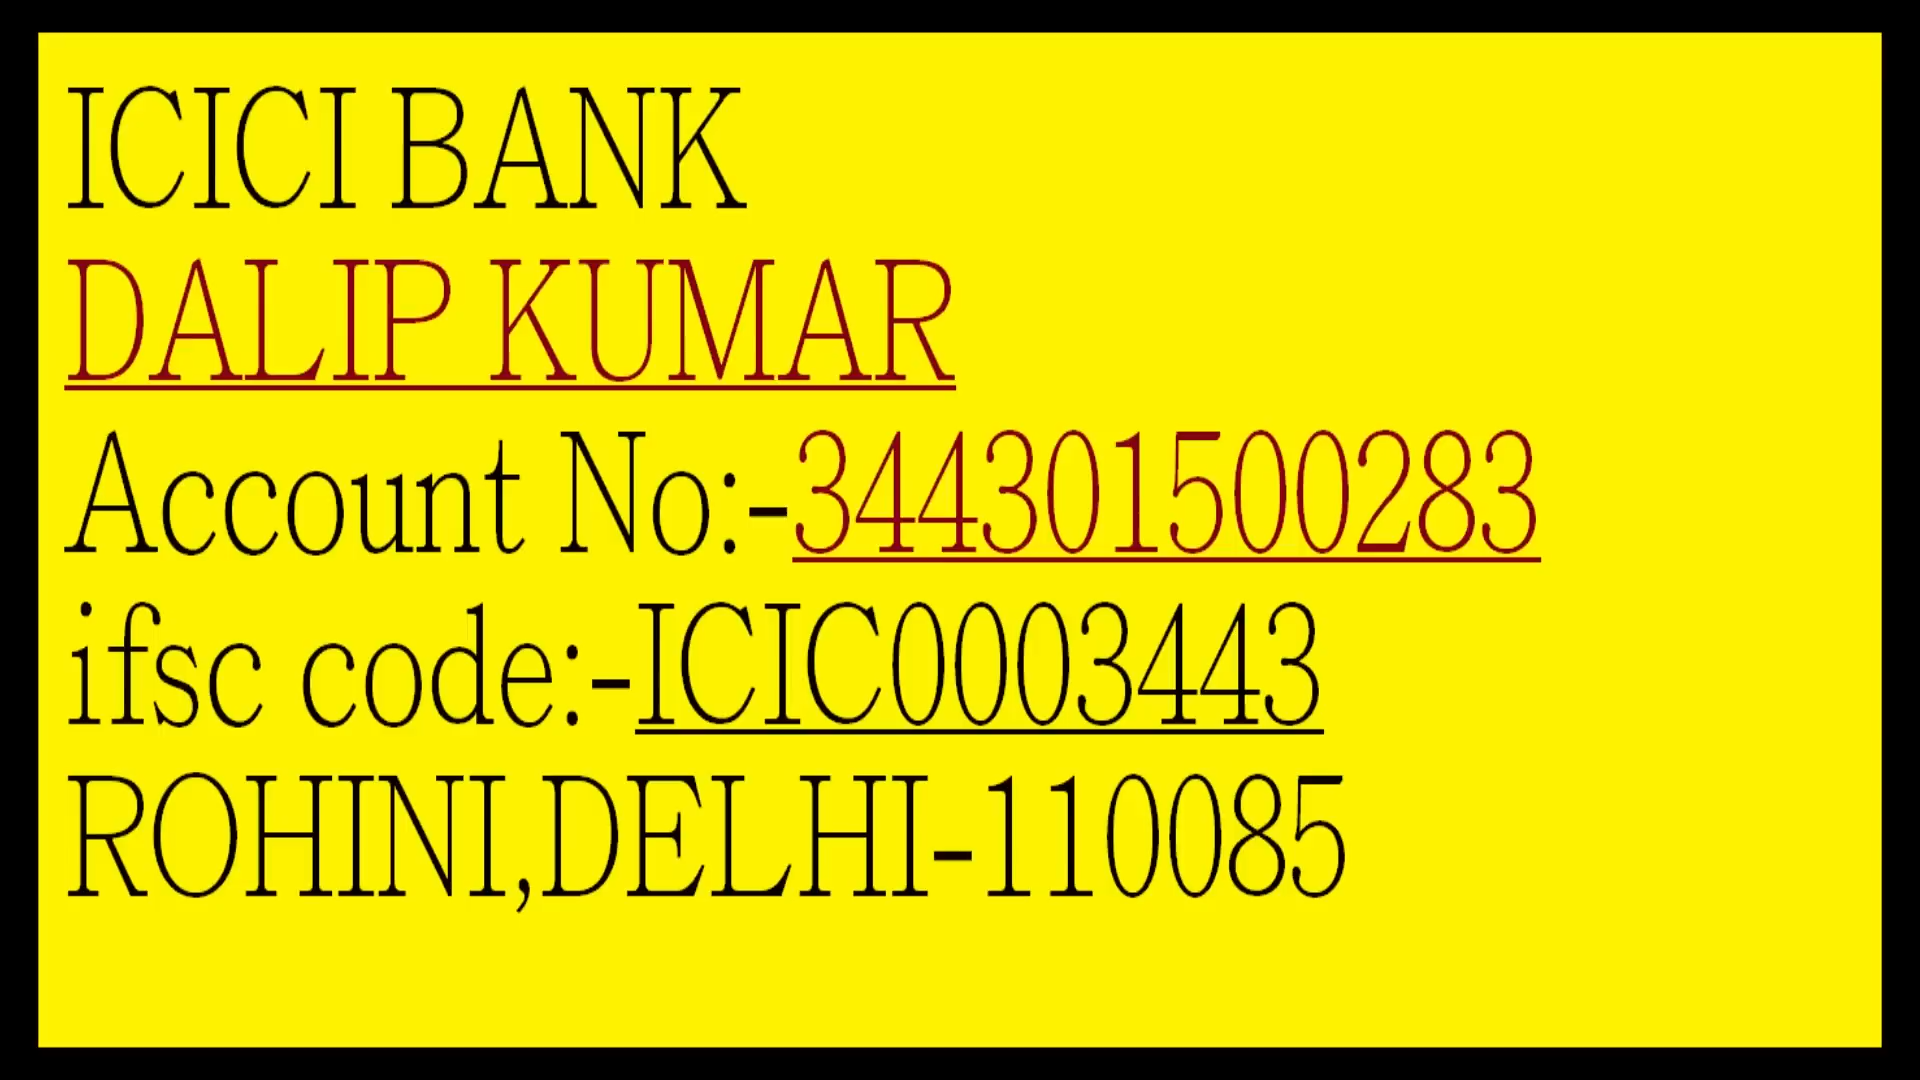 ICICI BANK
DALIP KUMAR
Account No:-344301500283
ifsc code:-ICIC0003443
ROHINI,DELHI-110085